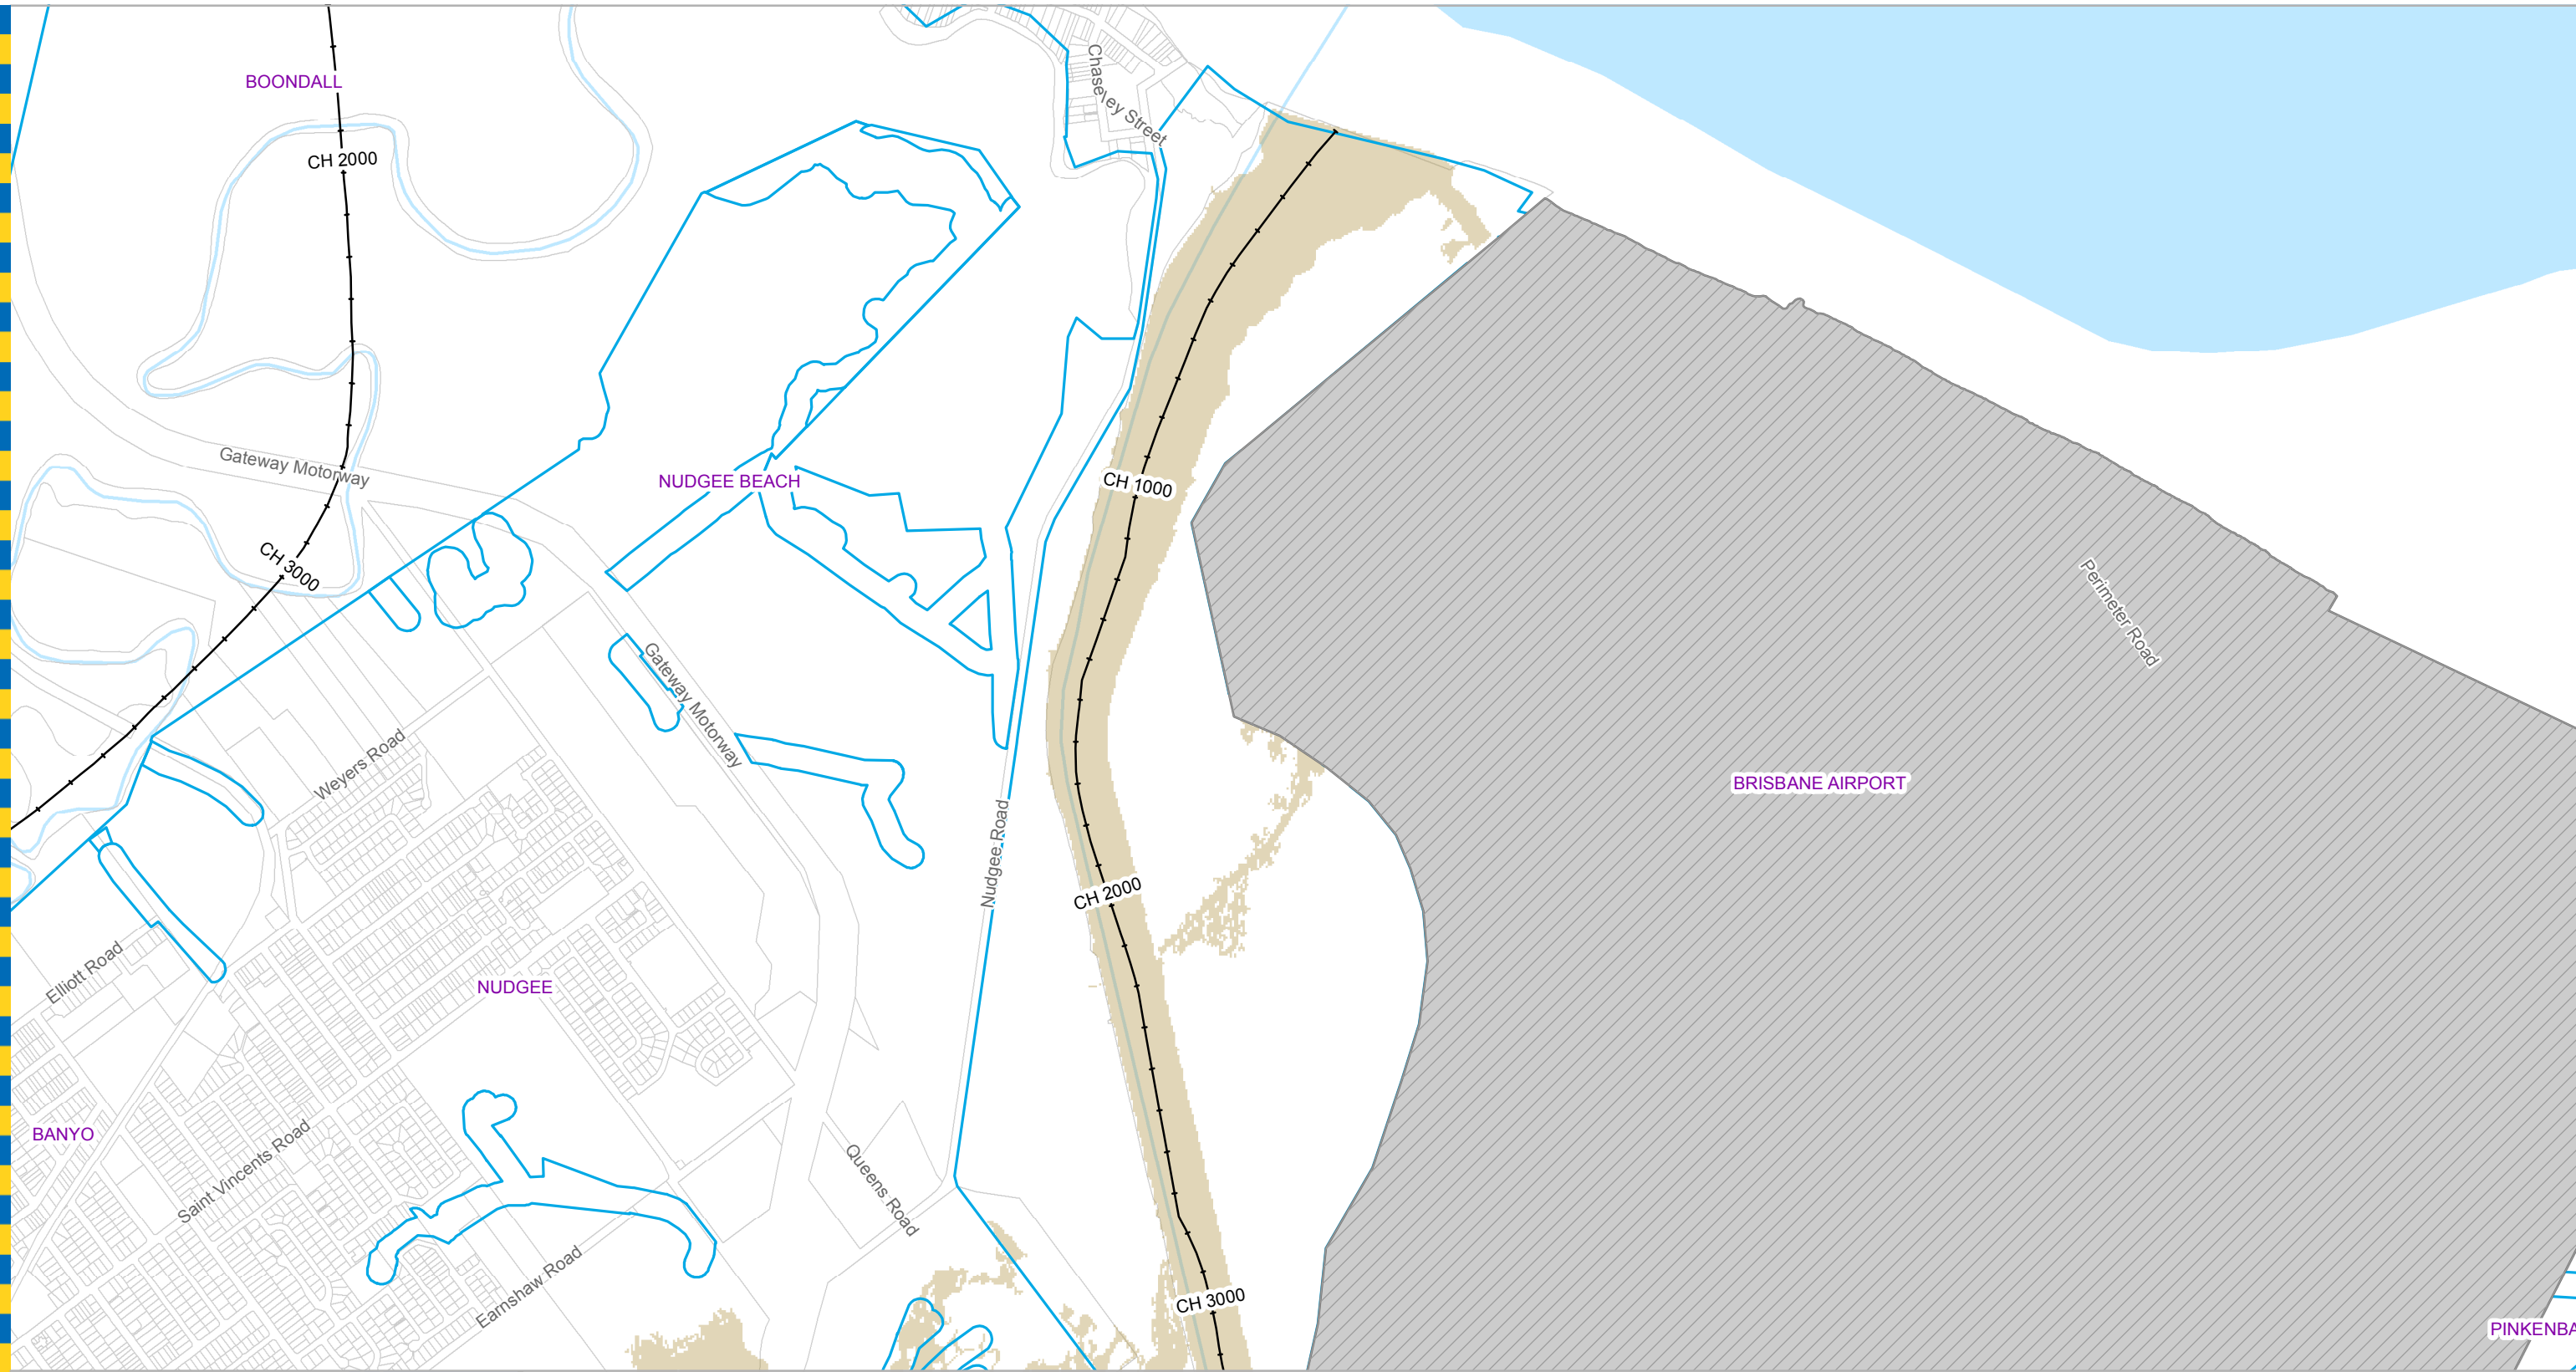 Chaseley Street
BOONDALL
CH 2000
Gateway Motorway
NUDGEE BEACH
CH 1000
CH 3000
Perimeter Road
Gateway Motorway
Weyers Road
BRISBANE AIRPORT
Nudgee Road
CH 2000
Elliott Road
NUDGEE
BANYO
Saint Vincents Road
Queens Road
Earnshaw Road
CH 3000
PINKENBA